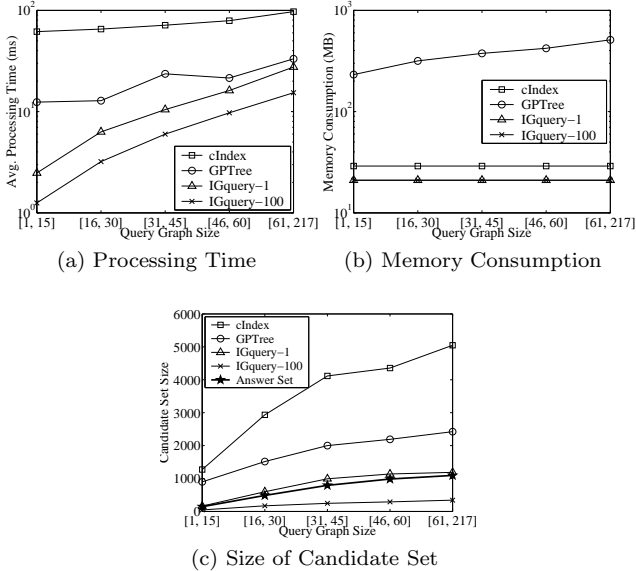 10^2
10^1
10^0
Avg. Processing Time (ms)
cIndex
GPTree
IGquery−1
IGquery−100
[1, 15] [16, 30] [31, 45] [46, 60] [61, 217]
Query Graph Size
(a) Processing Time
10^3
10^2
10^1
Memory Consumption (MB)
cIndex
GPTree
IGquery−1
IGquery−100
[1, 15] [16, 30] [31, 45] [46, 60] [61, 217]
Query Graph Size
(b) Memory Consumption
6000
5000
4000
3000
2000
1000
0
Candidate Set Size
cIndex
GPTree
IGquery−1
IGquery−100
Answer Set
[1, 15] [16, 30] [31, 45] [46, 60] [61, 217]
Query Graph Size
(c) Size of Candidate Set